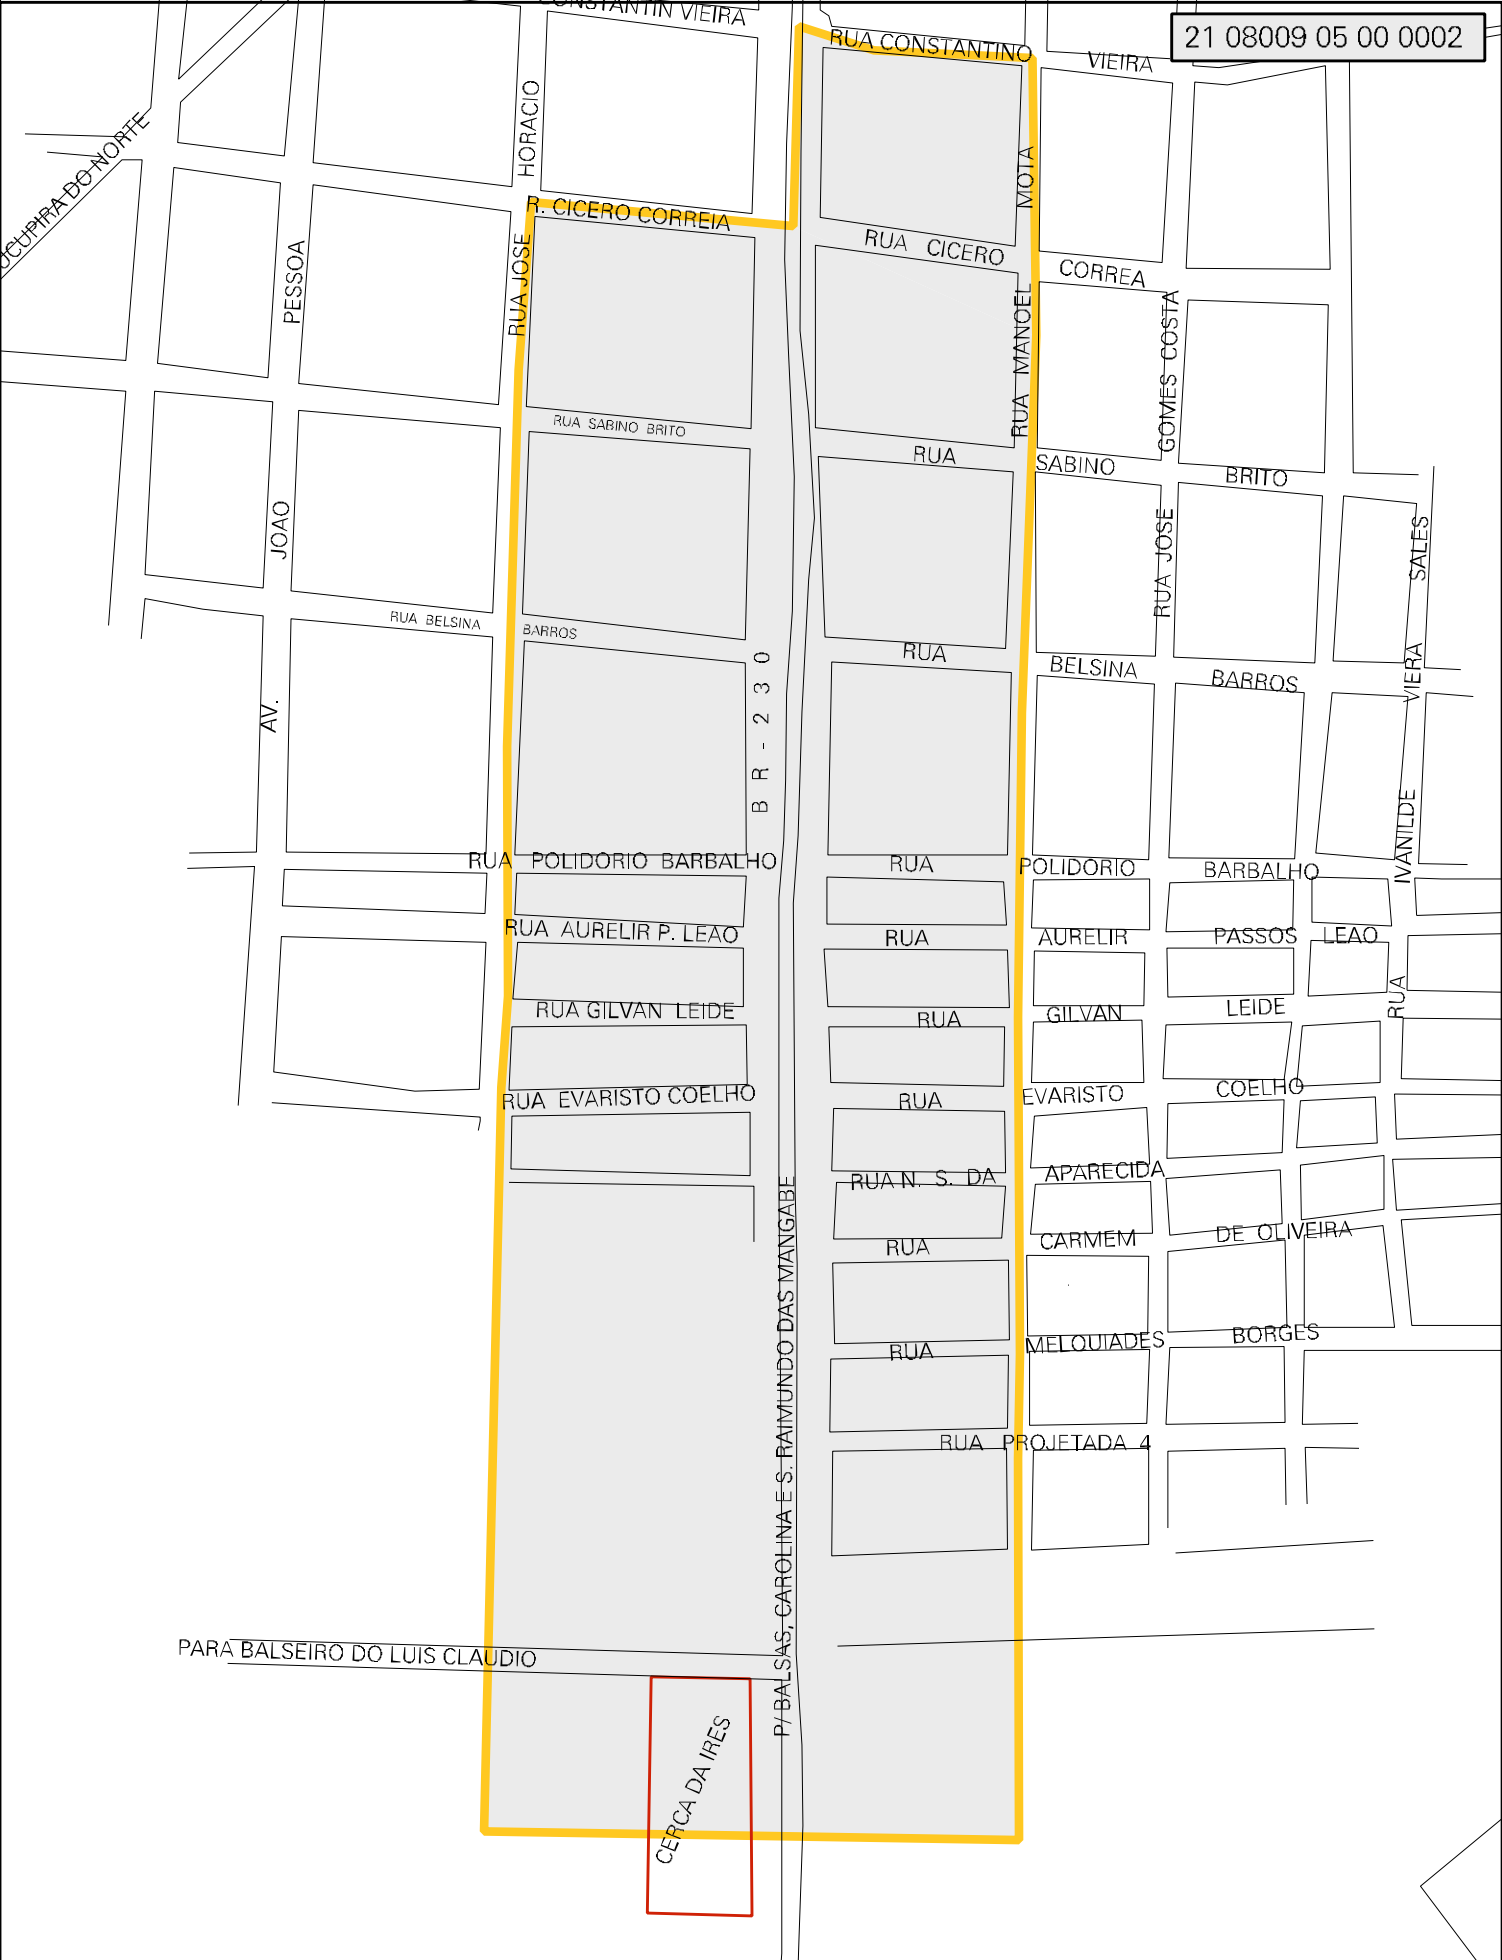 CONSTANTIN VIEIRA
RUA CONSTANTINO
VIEIRA
21 08009 05 00 0002
HORACIO
MOTA
R. CICERO CORREIA
RUA CICERO
CORREA
PESSOA
RUA JOSE
RUA MANOEL
GOMES COSTA
RUA SABINO BRITO
RUA
SABINO
BRITO
JOAO
RUA JOSE
SALES
RUA BELSINA
BARROS
RUA
BELSINA
BARROS
VIERA
AV.
BR-230
IVANILDE
RUA POLIDORIO BARBALHO
RUA
POLIDORIO
BARBALHO
RUA AURELIR P. LEAO
RUA
AURELIR
PASSOS LEAO
RUA GILVAN LEIDE
RUA
GILVAN
LEIDE
RUA
RUA EVARISTO COELHO
RUA
EVARISTO
COELHO
RUA N. S. DA
APARECIDA
RUA
CARMEM
DE OLIVEIRA
RUA
MELQUIADES
BORGES
RUA PROJETADA 4
P/ BALSAS, CAROLINA E S. RAIMUNDO DAS MANGABE
PARA BALSEIRO DO LUIS CLAUDIO
CERCA DA IRES
DO NORTE